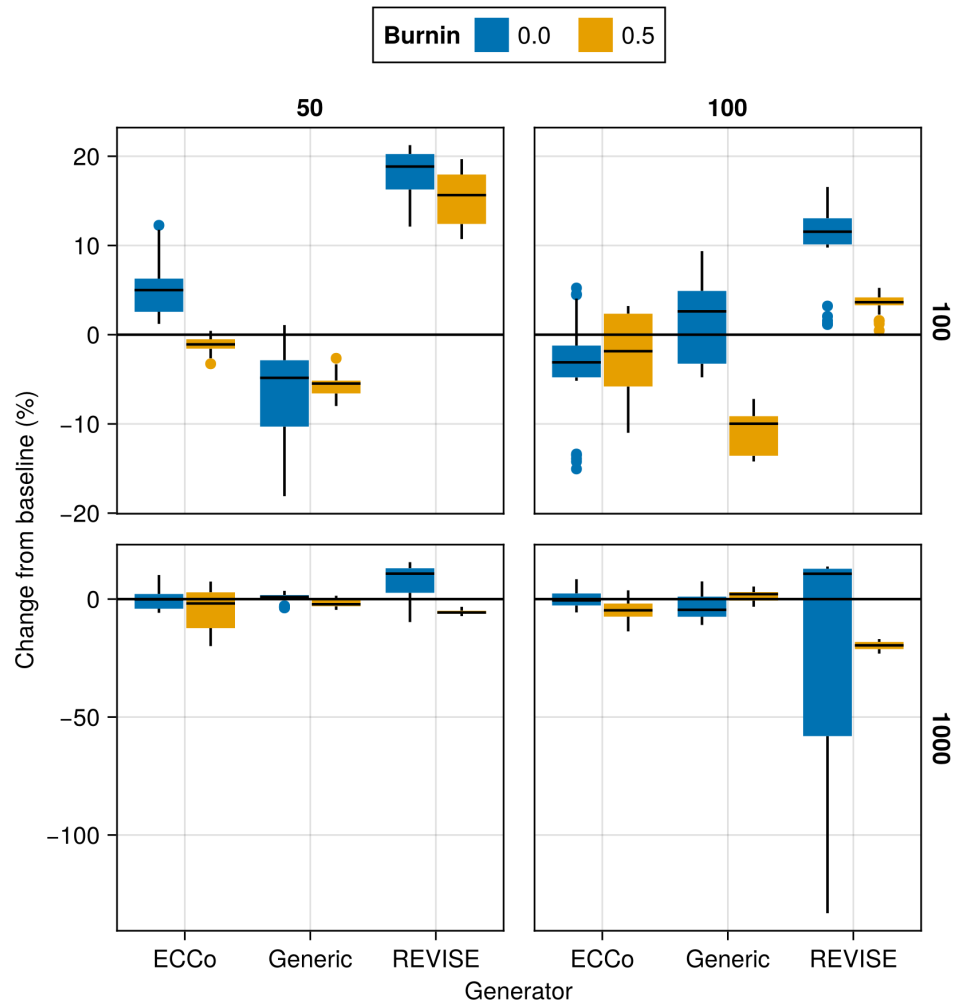 Burnin 0.0 0.5
50 100
20
10
0
−10
−20
100
0
−50
−100
1000
Change from baseline (%)
ECCo Generic REVISE ECCo Generic REVISE
Generator